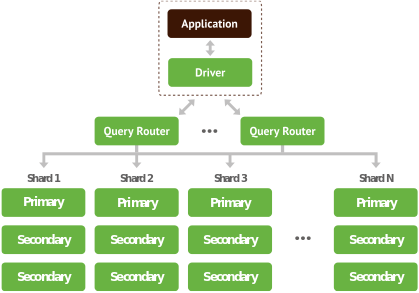 Application
Driver
Query Router ••• Query Router
Shard 1 Shard 2 Shard 3 Shard N
Primary Primary Primary Primary
Secondary Secondary Secondary ••• Secondary
Secondary Secondary Secondary Secondary